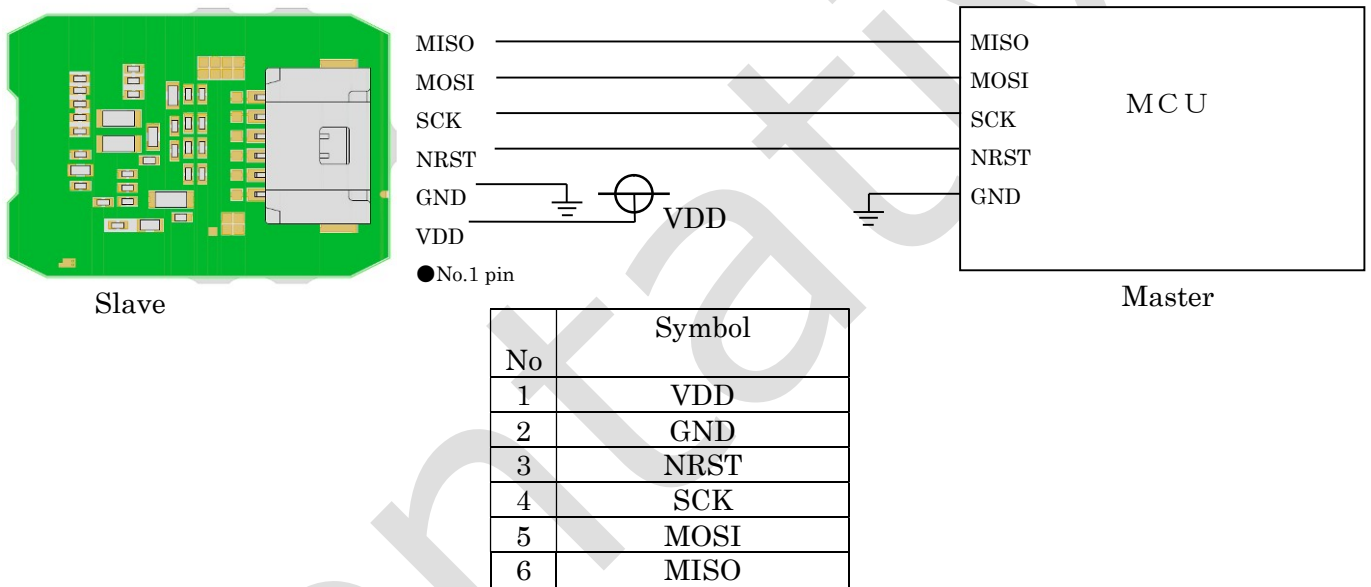 MISO MISO
MOSI MOSI
MCU
SCK SCK
NRST NRST
GND GND
VDD
VDD
●No.1 pin
Slave
Master
Symbol
No
1 VDD
2 GND
3 NRST
4 SCK
5 MOSI
6 MISO